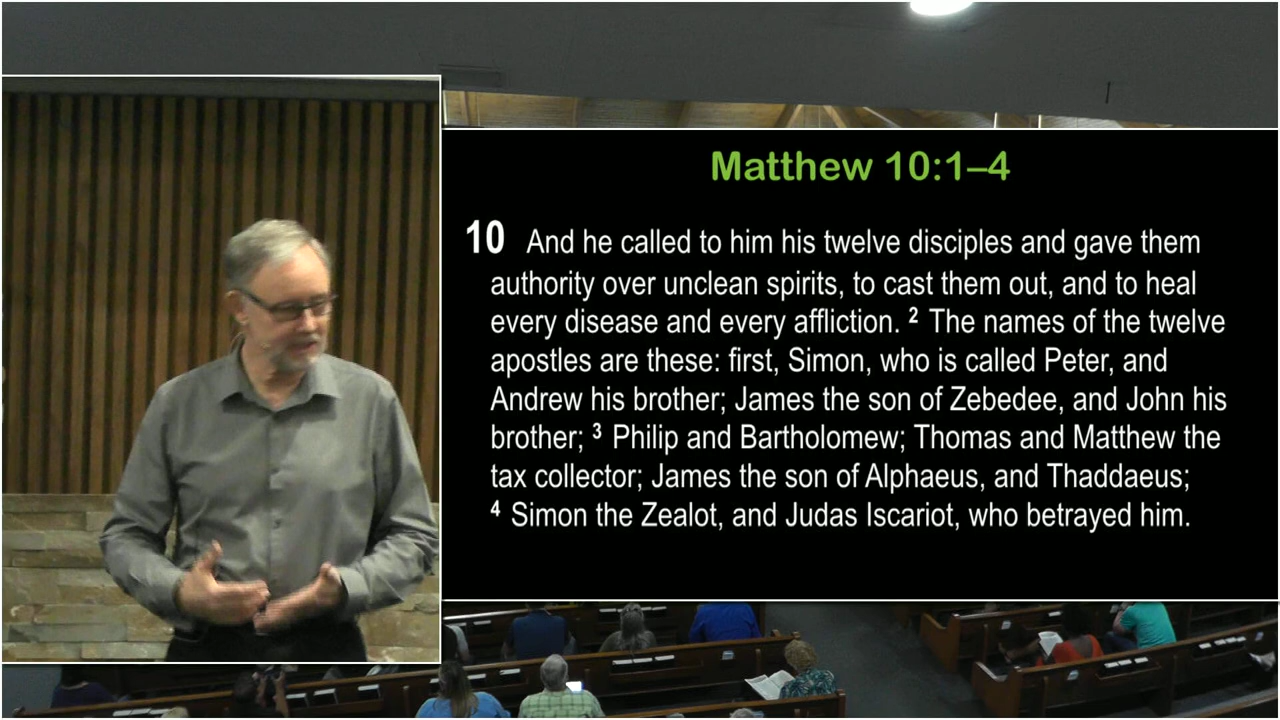 Matthew 10:1–4
10 And he called to him his twelve disciples and gave them
authority over unclean spirits, to cast them out, and to heal
every disease and every affliction. 2 The names of the twelve
apostles are these: first, Simon, who is called Peter, and
Andrew his brother; James the son of Zebedee, and John his
brother; 3 Philip and Bartholomew; Thomas and Matthew the
tax collector; James the son of Alphaeus, and Thaddaeus;
4 Simon the Zealot, and Judas Iscariot, who betrayed him.